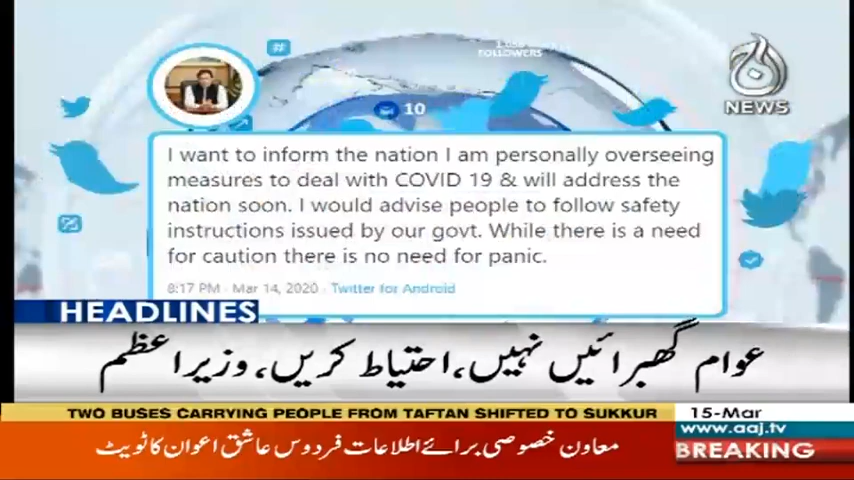 FOLLOWERS
#
10
NEWS
I want to inform the nation I am personally overseeing
measures to deal with COVID 19 & will address the
nation soon. I would advise people to follow safety
instructions issued by our govt. While there is a need
for caution there is no need for panic.
8:17 PM · Mar 14, 2020 · Twitter for Android
HEADLINES
عوام گھبرائیں نہیں، احتیاط کریں، وزیراعظم
TWO BUSES CARRYING PEOPLE FROM TAFTAN SHIFTED TO SUKKUR
15-Mar
www.aaj.tv
معاون خصوصی برائے اطلاعات فردوس عاشق اعوان کا ٹویٹ
BREAKING